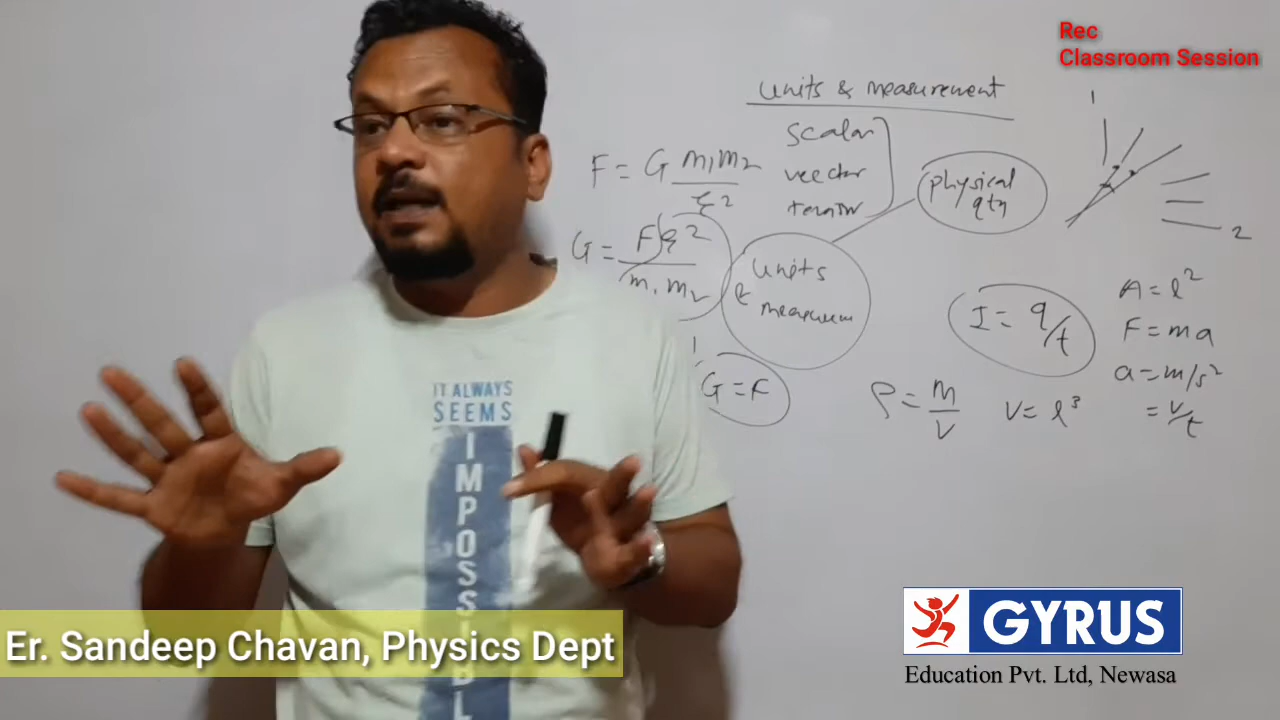 Rec
Classroom Session
units & measurement
scalar
vector
tensor
physical
qty
F = G m1m2
r2
G = Fr2
m1m2
units
&
1
G = F
1
2
I = q/t
A = l2
F = ma
a = m/s2
= v/t
ρ = m
v
V = l3
IT ALWAYS
SEEMS
IMPOSSIBL
Er. Sandeep Chavan, Physics Dept
GYRUS
Education Pvt. Ltd, Newasa